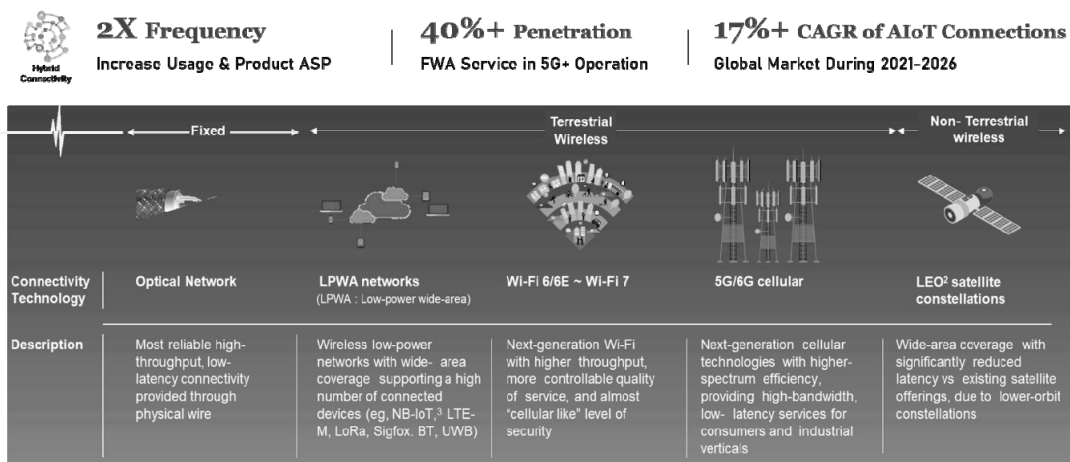 2X Frequency
Increase Usage & Product ASP
40%+ Penetration
FWA Service in 5G+ Operation
17%+ CAGR of AIoT Connections
Global Market During 2021-2026
Hybrid
Connectivity
Fixed
Terrestrial
Wireless
Non- Terrestrial
wireless
Connectivity
Technology
Optical Network
LPWA networks
(LPWA : Low-power wide-area)
Wi-Fi 6/6E ~ Wi-Fi 7
5G/6G cellular
LEO² satellite
constellations
Description
Most reliable high-
throughput, low-
latency connectivity
provided through
physical wire
Wireless low-power
networks with wide- area
coverage supporting a high
number of connected
devices (eg, NB-IoT,³ LTE-
M, LoRa, Sigfox. BT, UWB)
Next-generation Wi-Fi
with higher throughput,
more controllable quality
of service, and almost
“cellular like” level of
security
Next-generation cellular
technologies with higher-
spectrum efficiency,
providing high-bandwidth,
low- latency services for
consumers and industrial
verticals
Wide-area coverage with
significantly reduced
latency vs existing satellite
offerings, due to lower-orbit
constellations